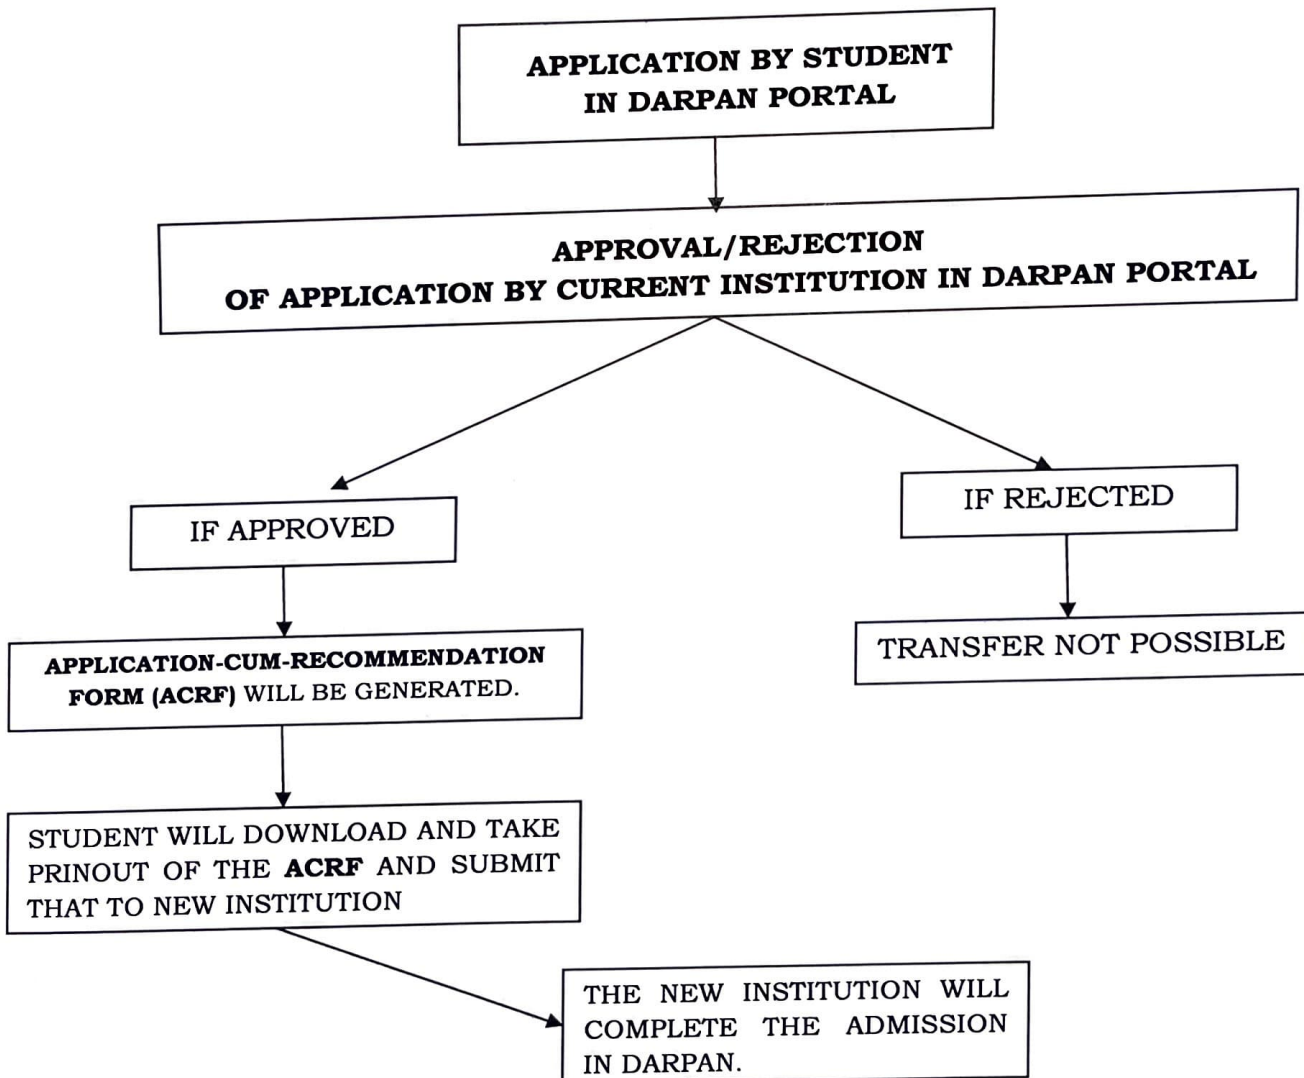 APPLICATION BY STUDENT
IN DARPAN PORTAL
APPROVAL/REJECTION
OF APPLICATION BY CURRENT INSTITUTION IN DARPAN PORTAL
IF APPROVED
IF REJECTED
APPLICATION-CUM-RECOMMENDATION
FORM (ACRF) WILL BE GENERATED.
TRANSFER NOT POSSIBLE
STUDENT WILL DOWNLOAD AND TAKE
PRINOUT OF THE ACRF AND SUBMIT
THAT TO NEW INSTITUTION
THE NEW INSTITUTION WILL
COMPLETE THE ADMISSION
IN DARPAN.